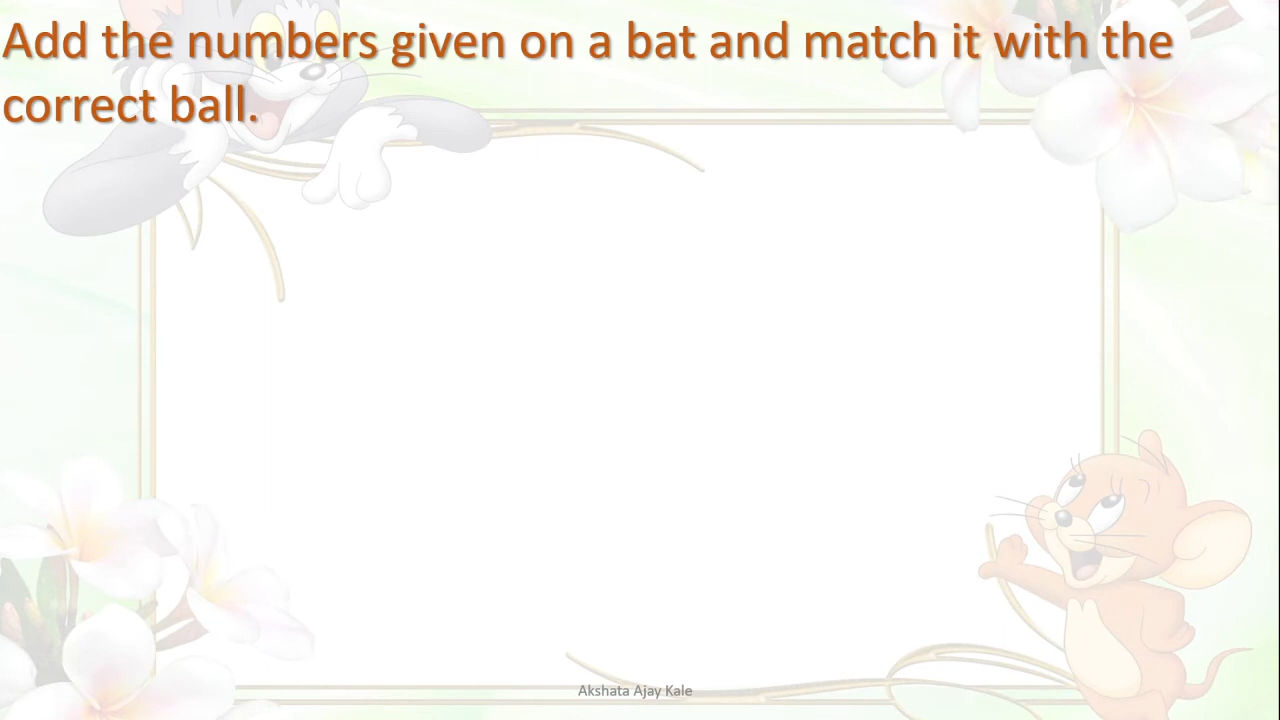 Add the numbers given on a bat and match it with the
correct ball.
Akshata Ajay Kale